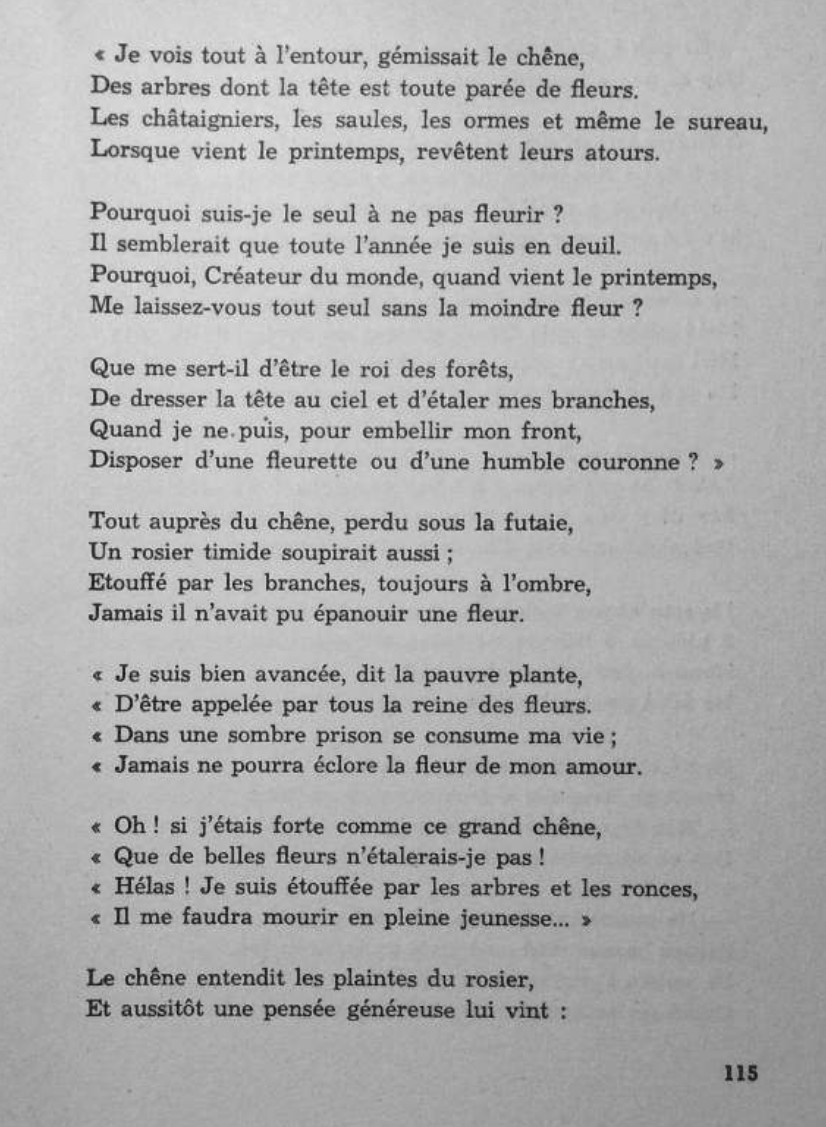 « Je vois tout à l'entour, gémissait le chêne,
Des arbres dont la tête est toute parée de fleurs.
Les châtaigniers, les saules, les ormes et même le sureau,
Lorsque vient le printemps, revêtent leurs atours.
Pourquoi suis-je le seul à ne pas fleurir ?
Il semblerait que toute l'année je suis en deuil.
Pourquoi, Créateur du monde, quand vient le printemps,
Me laissez-vous tout seul sans la moindre fleur ?
Que me sert-il d'être le roi des forêts,
De dresser la tête au ciel et d'étaler mes branches,
Quand je ne puis, pour embellir mon front,
Disposer d'une fleurette ou d'une humble couronne ? »
Tout auprès du chêne, perdu sous la futaie,
Un rosier timide soupirait aussi ;
Etouffé par les branches, toujours à l'ombre,
Jamais il n'avait pu épanouir une fleur.
« Je suis bien avancée, dit la pauvre plante,
« D'être appelée par tous la reine des fleurs.
« Dans une sombre prison se consume ma vie ;
« Jamais ne pourra éclore la fleur de mon amour.
« Oh ! si j'étais forte comme ce grand chêne,
« Que de belles fleurs n'étalerais-je pas !
« Hélas ! Je suis étouffée par les arbres et les ronces,
« Il me faudra mourir en pleine jeunesse... »
Le chêne entendit les plaintes du rosier,
Et aussitôt une pensée généreuse lui vint :
115